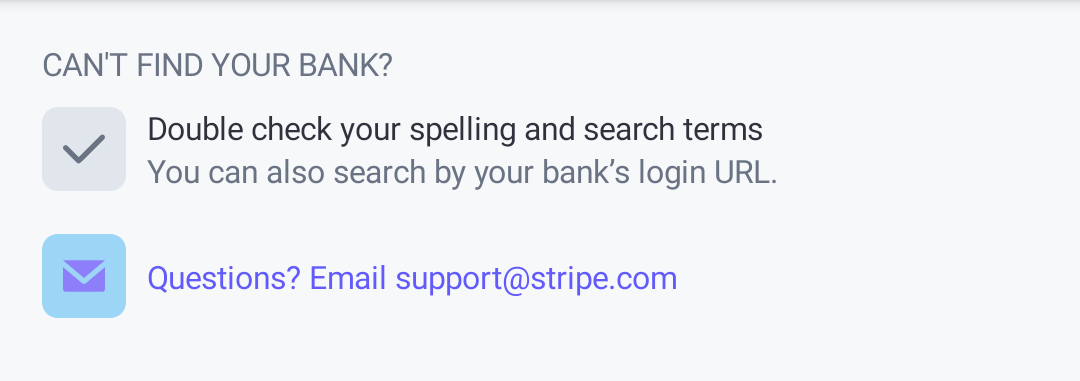 CAN'T FIND YOUR BANK?
Double check your spelling and search terms
You can also search by your bank’s login URL.
Questions? Email support@stripe.com